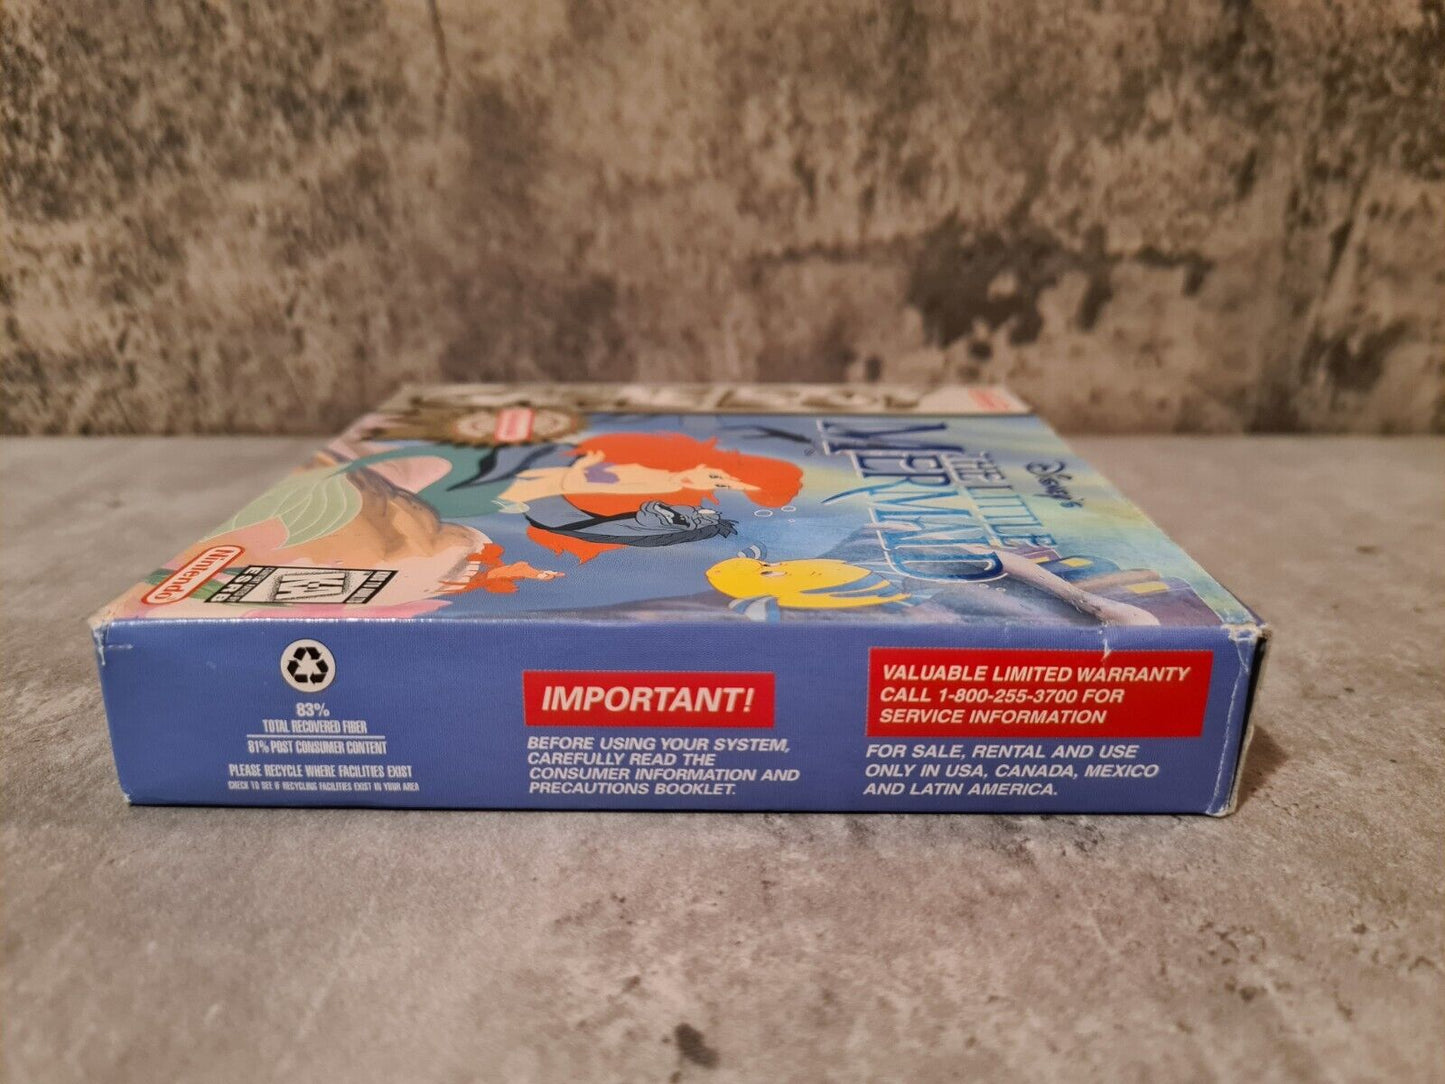 Disney's
THE LITTLE
MERMAID
Nintendo
83%
TOTAL RECOVERED FIBER
81% POST CONSUMER CONTENT
PLEASE RECYCLE WHERE FACILITIES EXIST
CHECK TO SEE IF RECYCLING FACILITIES EXIST IN YOUR AREA
IMPORTANT!
BEFORE USING YOUR SYSTEM,
CAREFULLY READ THE
CONSUMER INFORMATION AND
PRECAUTIONS BOOKLET.
VALUABLE LIMITED WARRANTY
CALL 1-800-255-3700 FOR
SERVICE INFORMATION
FOR SALE, RENTAL AND USE
ONLY IN USA, CANADA, MEXICO
AND LATIN AMERICA.